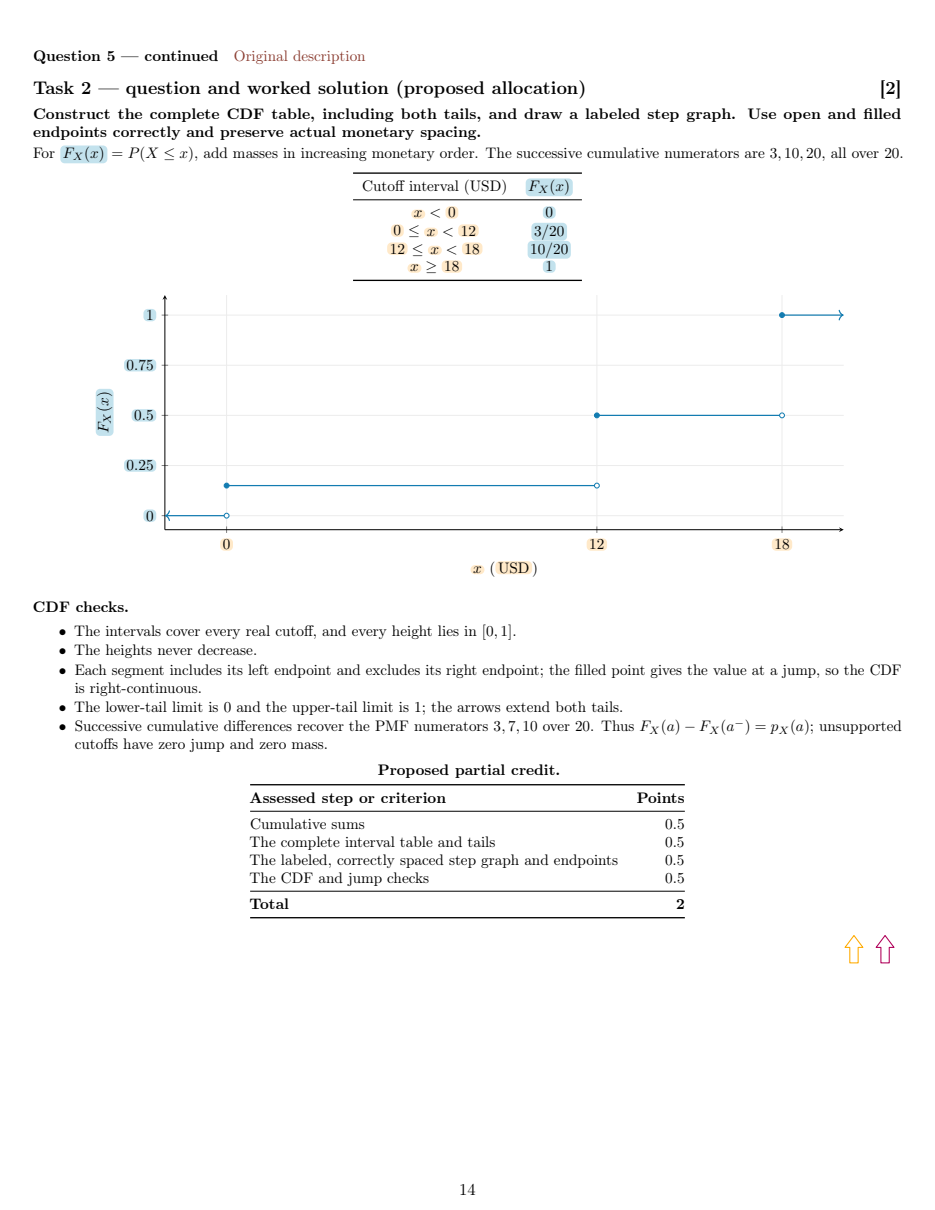 Question 5 — continued Original description
Task 2 — question and worked solution (proposed allocation) [2]
Construct the complete CDF table, including both tails, and draw a labeled step graph. Use open and filled
endpoints correctly and preserve actual monetary spacing.
For F_X(x) = P(X ≤ x), add masses in increasing monetary order. The successive cumulative numerators are 3, 10, 20, all over 20.
Cutoff interval (USD) F_X(x)
x < 0 0
0 ≤ x < 12 3/20
12 ≤ x < 18 10/20
x ≥ 18 1
1
0.75
0.5
0.25
0
F_X(x)
0 12 18
x (USD)
CDF checks.
• The intervals cover every real cutoff, and every height lies in [0, 1].
• The heights never decrease.
• Each segment includes its left endpoint and excludes its right endpoint; the filled point gives the value at a jump, so the CDF
is right-continuous.
• The lower-tail limit is 0 and the upper-tail limit is 1; the arrows extend both tails.
• Successive cumulative differences recover the PMF numerators 3, 7, 10 over 20. Thus F_X(a) − F_X(a⁻) = p_X(a); unsupported
cutoffs have zero jump and zero mass.
Proposed partial credit.
Assessed step or criterion Points
Cumulative sums 0.5
The complete interval table and tails 0.5
The labeled, correctly spaced step graph and endpoints 0.5
The CDF and jump checks 0.5
Total 2
14